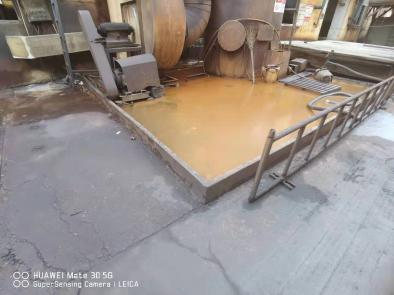 HUAWEI Mate 30 5G
SuperSensing Camera | LEICA